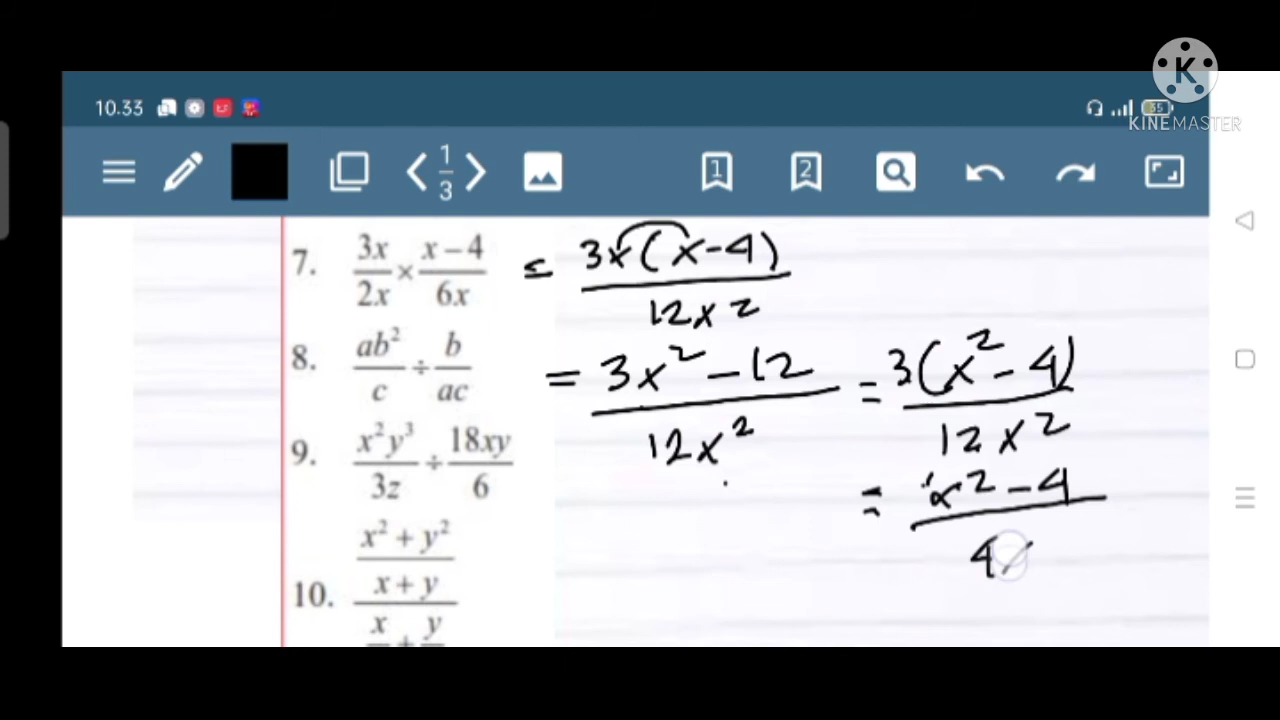 K
KINEMASTER
10.33
35
1
3
1
2
7. 3x/2x × x − 4/6x
= 3x(x-4)/12x2
8. ab²/c ÷ b/ac
= 3x² - 12/12x² = 3(x² - 4)/12x2
9. x²y³/3z ÷ 18xy/6
= x2 - 4/4
10. x² + y²/x + y
x + y